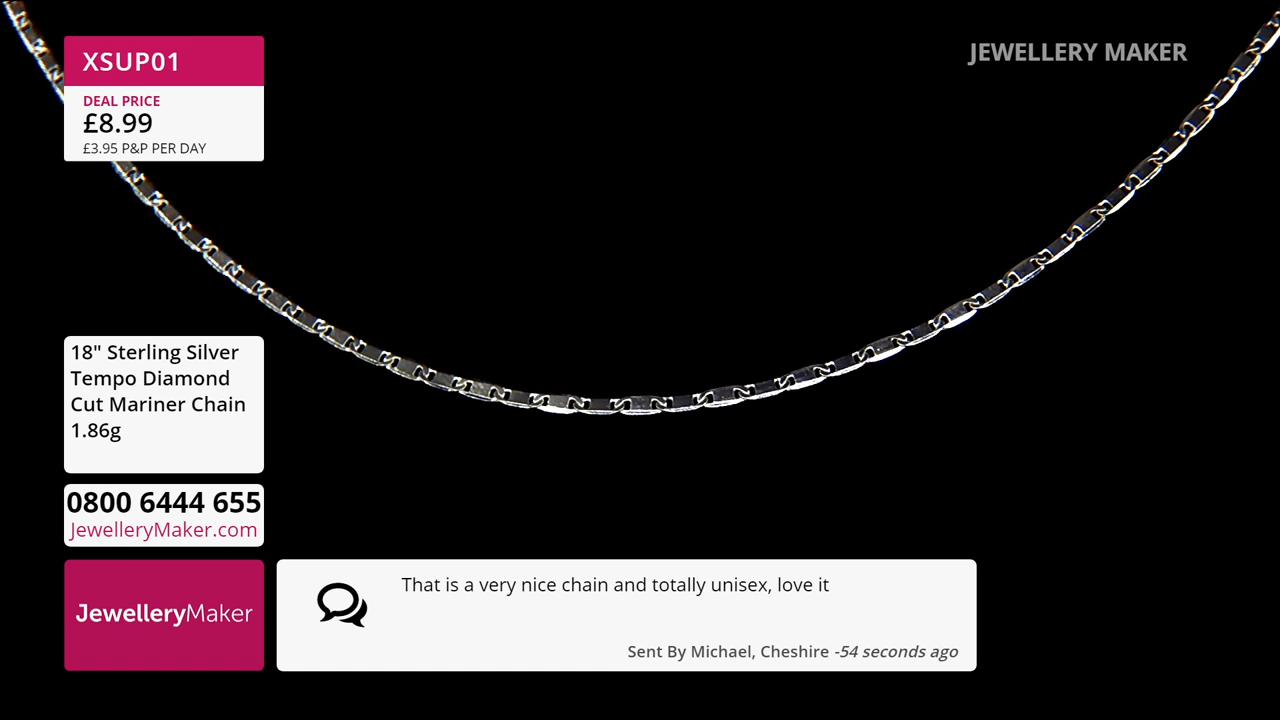 XSUP01
DEAL PRICE
£8.99
£3.95 P&P PER DAY
JEWELLERY MAKER
18" Sterling Silver
Tempo Diamond
Cut Mariner Chain
1.86g
0800 6444 655
JewelleryMaker.com
JewelleryMaker
That is a very nice chain and totally unisex, love it
Sent By Michael, Cheshire -54 seconds ago